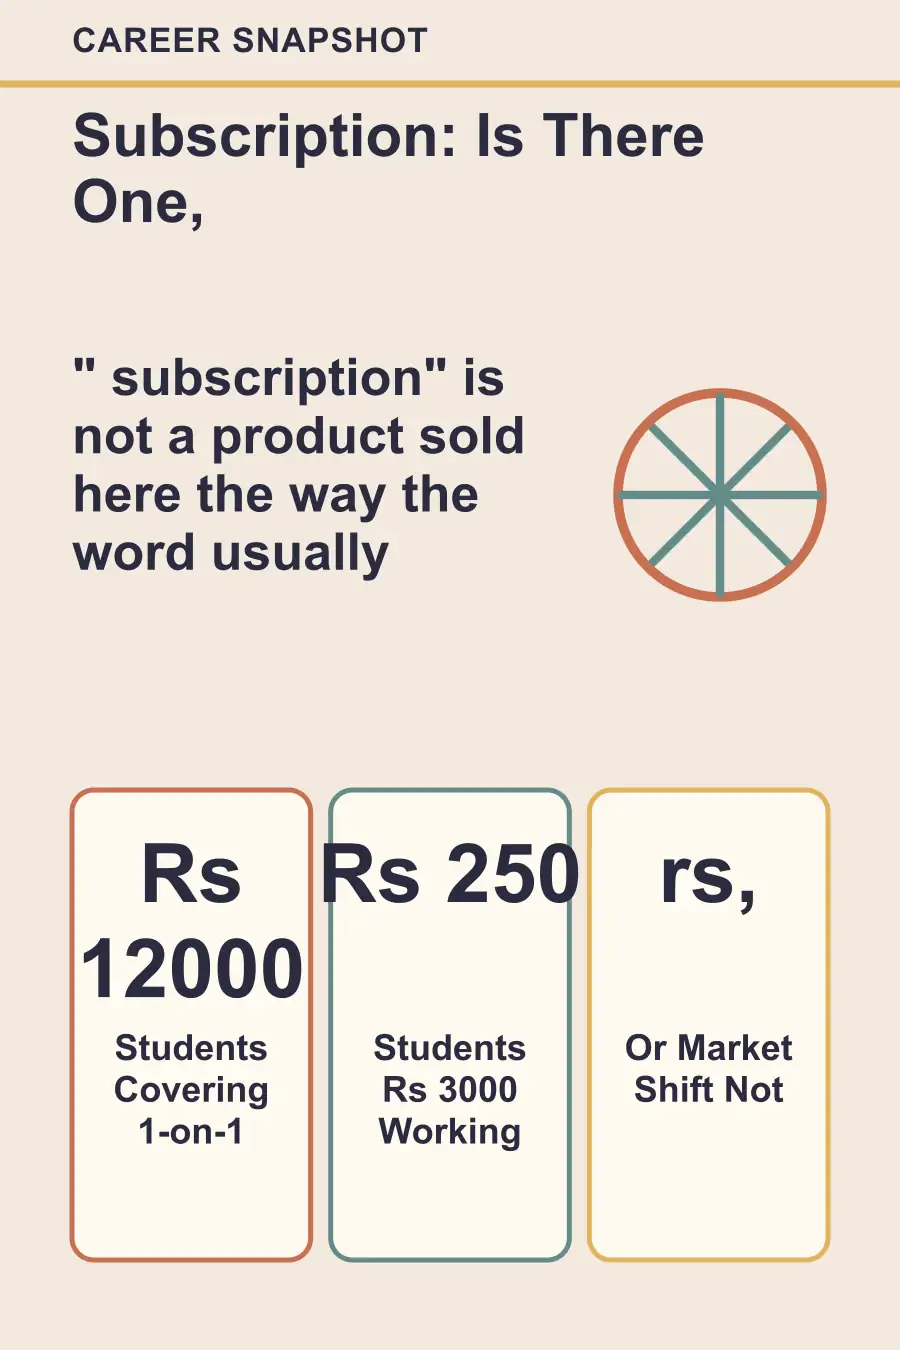 CAREER SNAPSHOT
Subscription: Is There
One,
" subscription" is
not a product sold
here the way the
word usually
Rs
12000
Students
Covering
1-on-1
Rs 250
Students
Rs 3000
Working
rs,
Or Market
Shift Not